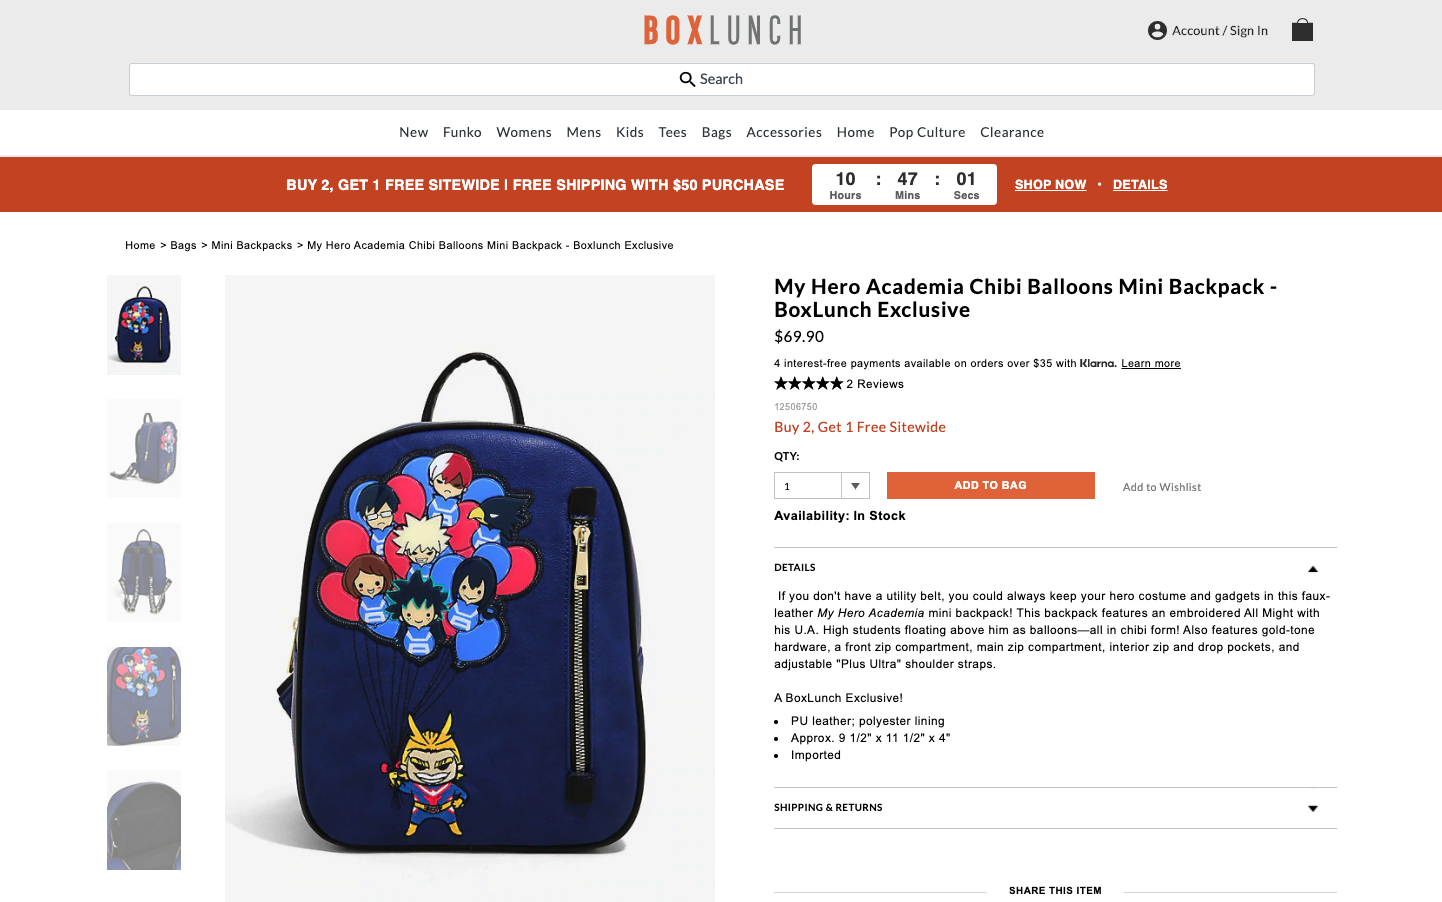 BOXLUNCH
Account / Sign In
Search
New Funko Womens Mens Kids Tees Bags Accessories Home Pop Culture Clearance
BUY 2, GET 1 FREE SITEWIDE | FREE SHIPPING WITH $50 PURCHASE
10 : 47 : 01
Hours Mins Secs
SHOP NOW • DETAILS
Home > Bags > Mini Backpacks > My Hero Academia Chibi Balloons Mini Backpack - Boxlunch Exclusive
My Hero Academia Chibi Balloons Mini Backpack -
BoxLunch Exclusive
$69.90
4 interest-free payments available on orders over $35 with Klarna. Learn more
★★★★★ 2 Reviews
12506750
Buy 2, Get 1 Free Sitewide
QTY:
1
ADD TO BAG
Add to Wishlist
Availability: In Stock
DETAILS
If you don't have a utility belt, you could always keep your hero costume and gadgets in this faux-
leather My Hero Academia mini backpack! This backpack features an embroidered All Might with
his U.A. High students floating above him as balloons—all in chibi form! Also features gold-tone
hardware, a front zip compartment, main zip compartment, interior zip and drop pockets, and
adjustable "Plus Ultra" shoulder straps.
A BoxLunch Exclusive!
• PU leather; polyester lining
• Approx. 9 1/2" x 11 1/2" x 4"
• Imported
SHIPPING & RETURNS
SHARE THIS ITEM